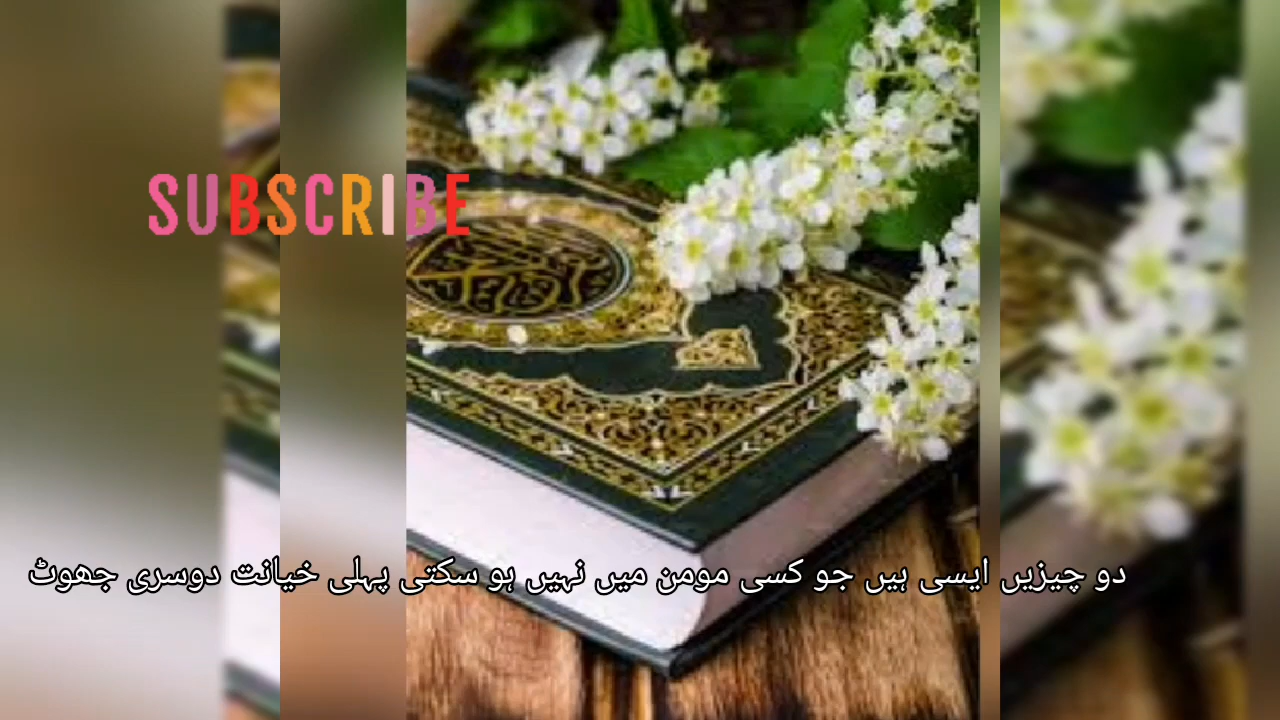 SUBSCRIBE
دو چیزیں ایسی ہیں جو کسی مومن میں نہیں ہو سکتی پہلی خیانت دوسری جھوٹ